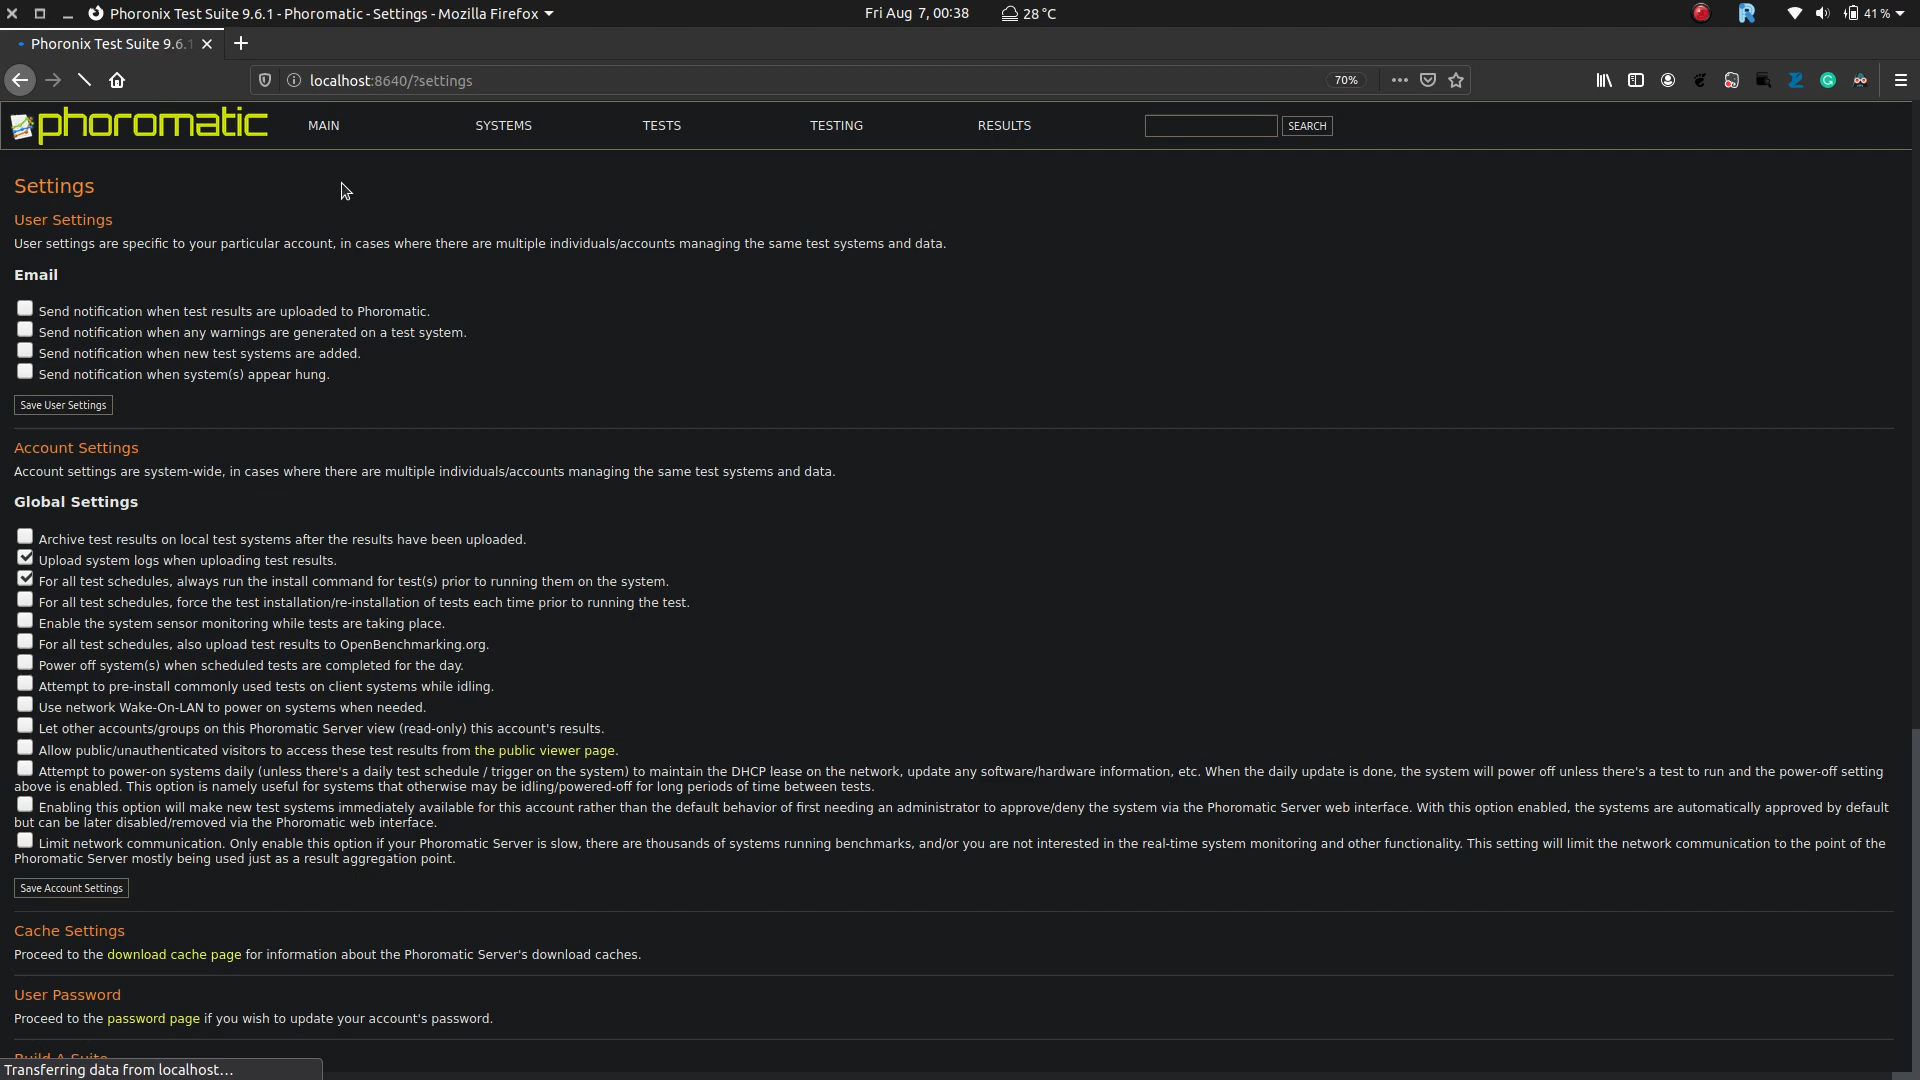 Phoronix Test Suite 9.6.1 - Phoromatic - Settings - Mozilla Firefox
Fri Aug 7, 00:38
28 °C
41 %
Phoronix Test Suite 9.6.1
localhost:8640/?settings
70%
phoromatic
MAIN
SYSTEMS
TESTS
TESTING
RESULTS
SEARCH
Settings
User Settings
User settings are specific to your particular account, in cases where there are multiple individuals/accounts managing the same test systems and data.
Email
Send notification when test results are uploaded to Phoromatic.
Send notification when any warnings are generated on a test system.
Send notification when new test systems are added.
Send notification when system(s) appear hung.
Save User Settings
Account Settings
Account settings are system-wide, in cases where there are multiple individuals/accounts managing the same test systems and data.
Global Settings
Archive test results on local test systems after the results have been uploaded.
Upload system logs when uploading test results.
For all test schedules, always run the install command for test(s) prior to running them on the system.
For all test schedules, force the test installation/re-installation of tests each time prior to running the test.
Enable the system sensor monitoring while tests are taking place.
For all test schedules, also upload test results to OpenBenchmarking.org.
Power off system(s) when scheduled tests are completed for the day.
Attempt to pre-install commonly used tests on client systems while idling.
Use network Wake-On-LAN to power on systems when needed.
Let other accounts/groups on this Phoromatic Server view (read-only) this account's results.
Allow public/unauthenticated visitors to access these test results from the public viewer page.
Attempt to power-on systems daily (unless there's a daily test schedule / trigger on the system) to maintain the DHCP lease on the network, update any software/hardware information, etc. When the daily update is done, the system will power off unless there's a test to run and the power-off setting
above is enabled. This option is namely useful for systems that otherwise may be idling/powered-off for long periods of time between tests.
Enabling this option will make new test systems immediately available for this account rather than the default behavior of first needing an administrator to approve/deny the system via the Phoromatic Server web interface. With this option enabled, the systems are automatically approved by default
but can be later disabled/removed via the Phoromatic web interface.
Limit network communication. Only enable this option if your Phoromatic Server is slow, there are thousands of systems running benchmarks, and/or you are not interested in the real-time system monitoring and other functionality. This setting will limit the network communication to the point of the
Phoromatic Server mostly being used just as a result aggregation point.
Save Account Settings
Cache Settings
Proceed to the download cache page for information about the Phoromatic Server's download caches.
User Password
Proceed to the password page if you wish to update your account's password.
Build A Suite
Transferring data from localhost…